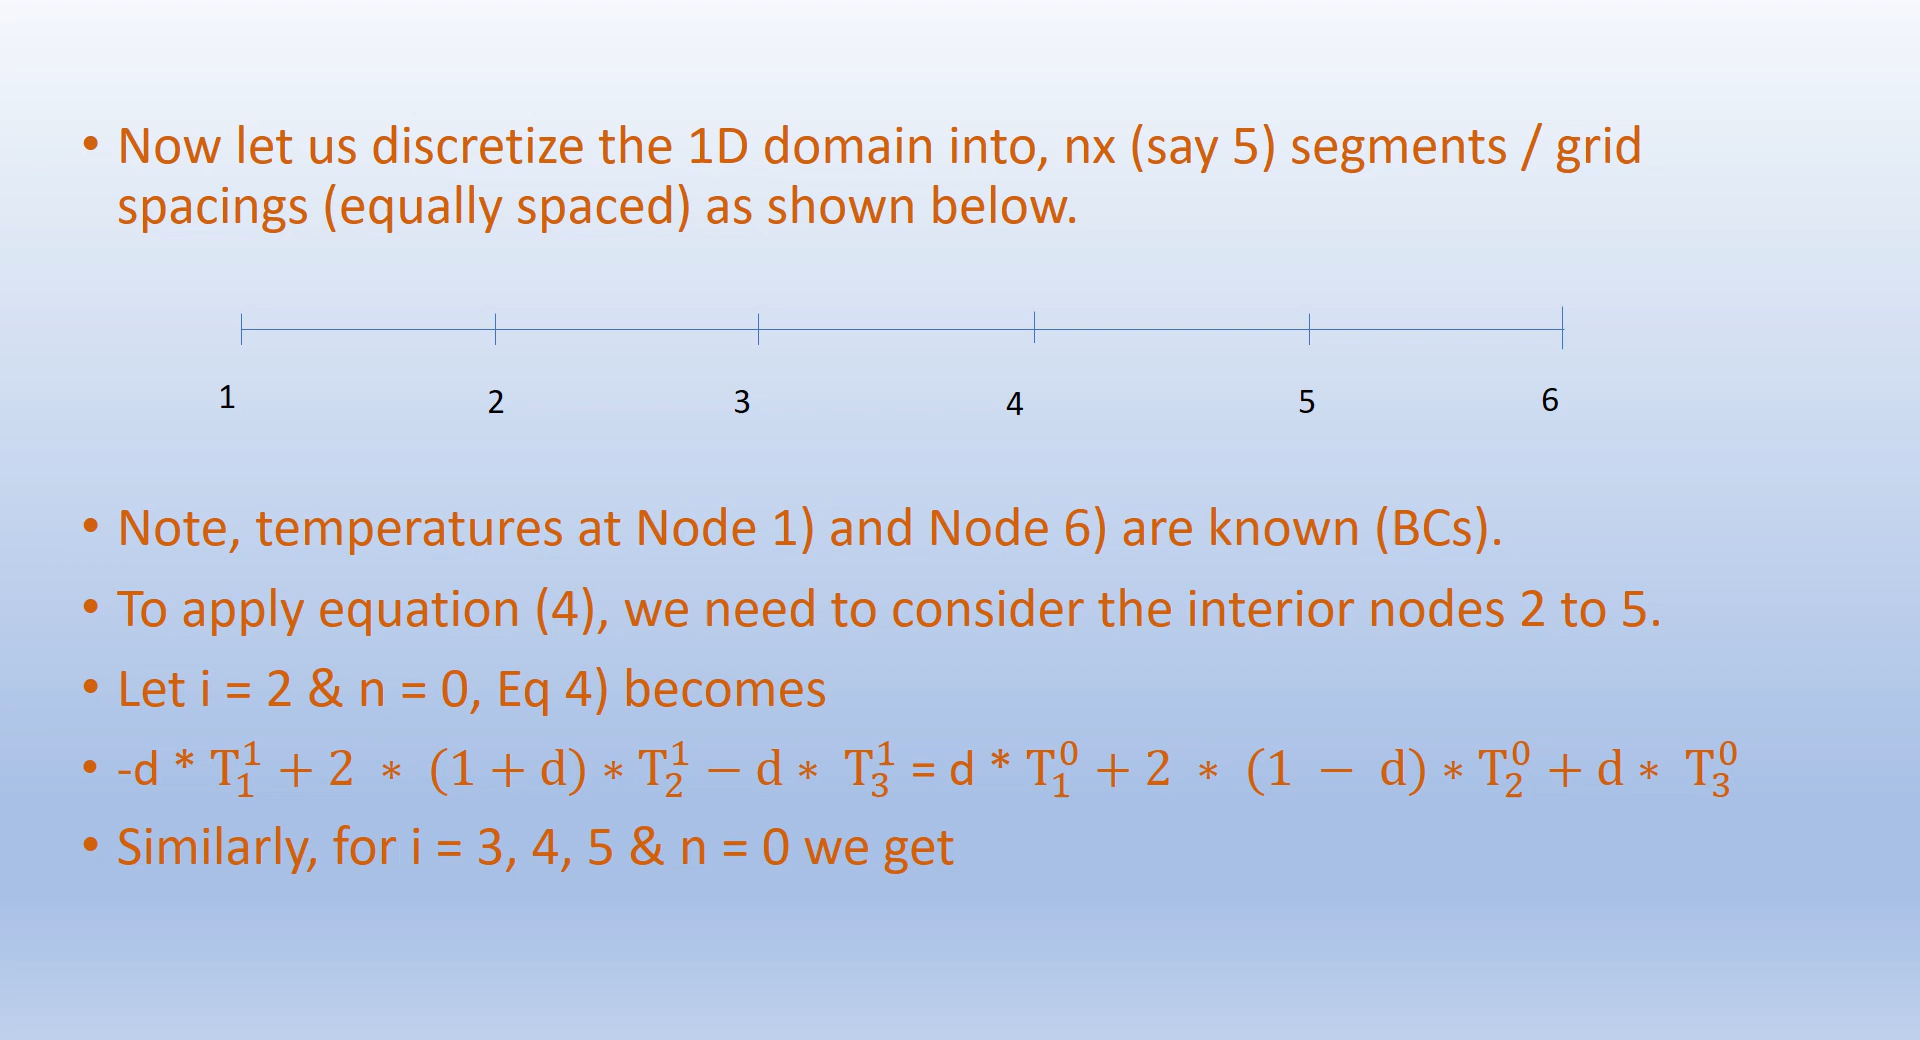 • Now let us discretize the 1D domain into, nx (say 5) segments / grid
spacings (equally spaced) as shown below.
1 2 3 4 5 6
• Note, temperatures at Node 1) and Node 6) are known (BCs).
• To apply equation (4), we need to consider the interior nodes 2 to 5.
• Let i = 2 & n = 0, Eq 4) becomes
• -d * T₁¹ + 2 ∗ (1 + d) ∗ T₂¹ − d ∗ T₃¹ = d * T₁⁰ + 2 ∗ (1 − d) ∗ T₂⁰ + d ∗ T₃⁰
• Similarly, for i = 3, 4, 5 & n = 0 we get